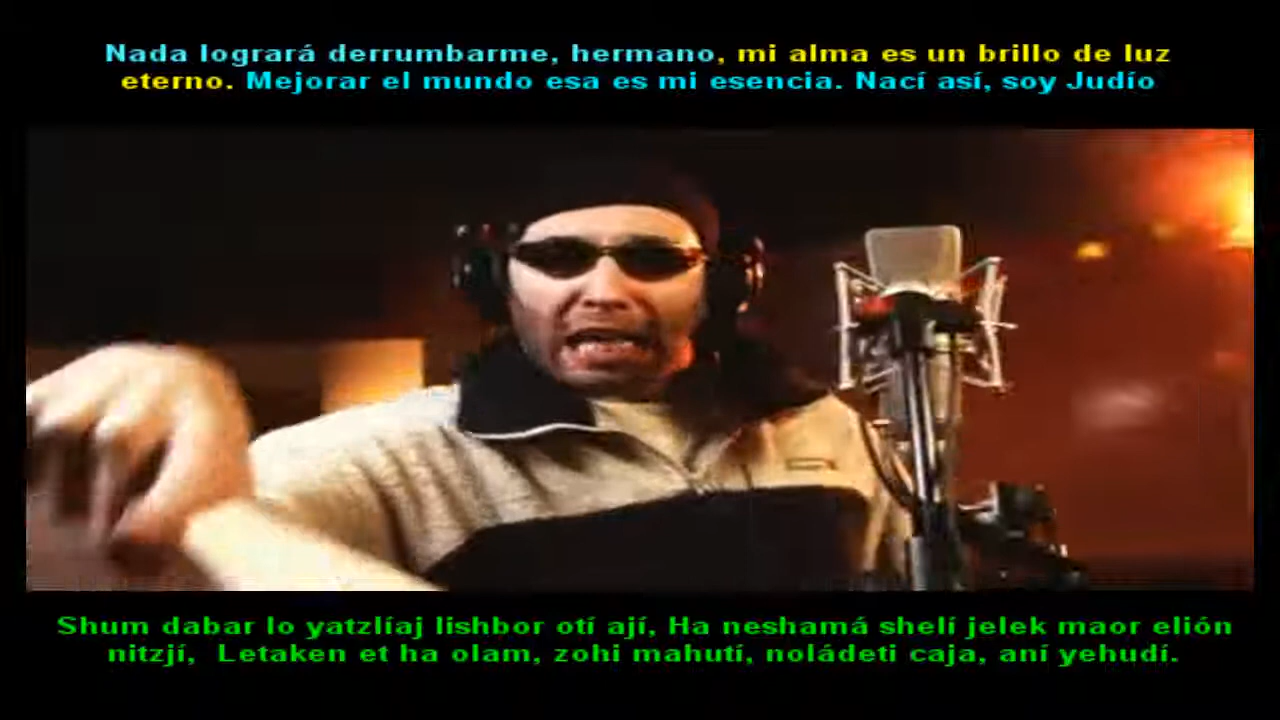 Nada logrará derrumbarme, hermano, mi alma es un brillo de luz
eterno. Mejorar el mundo esa es mi esencia. Nací así, soy Judío
Shum dabar lo yatzlíaj lishbor otí ají, Ha neshamá shelí jelek maor elión
nitzjí, Letaken et ha olam, zohi mahutí, noládeti caja, aní yehudí.